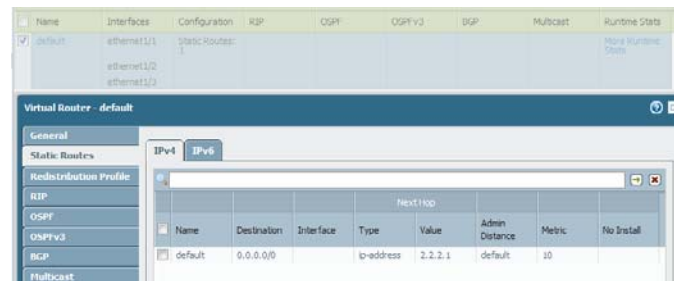 Name Interfaces Configuration RIP OSPF OSPFv3 BGP Multicast Runtime Stats
default ethernet1/1 Static Routes: 1 More Runtime Stats
ethernet1/2
ethernet1/3
Virtual Router - default
General
Static Routes
Redistribution Profile
RIP
OSPF
OSPFv3
BGP
Multicast
IPv4 IPv6
Next Hop
Name Destination Interface Type Value Admin Distance Metric No Install
default 0.0.0.0/0 ip-address 2.2.2.1 default 10